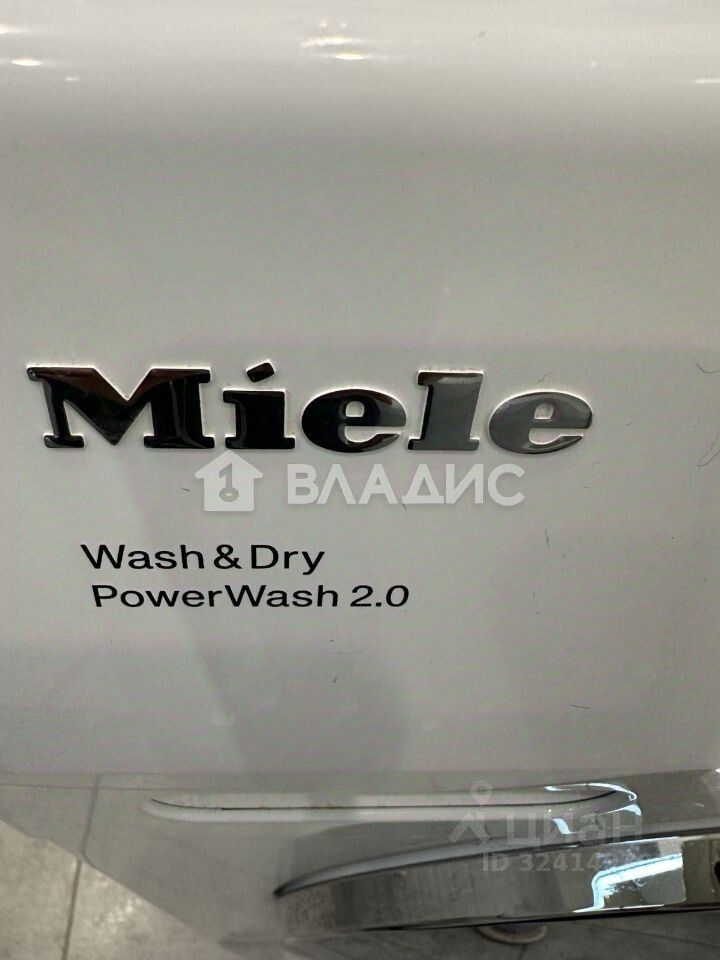 Miele
ВЛАДИС
Wash & Dry
PowerWash 2.0
циан